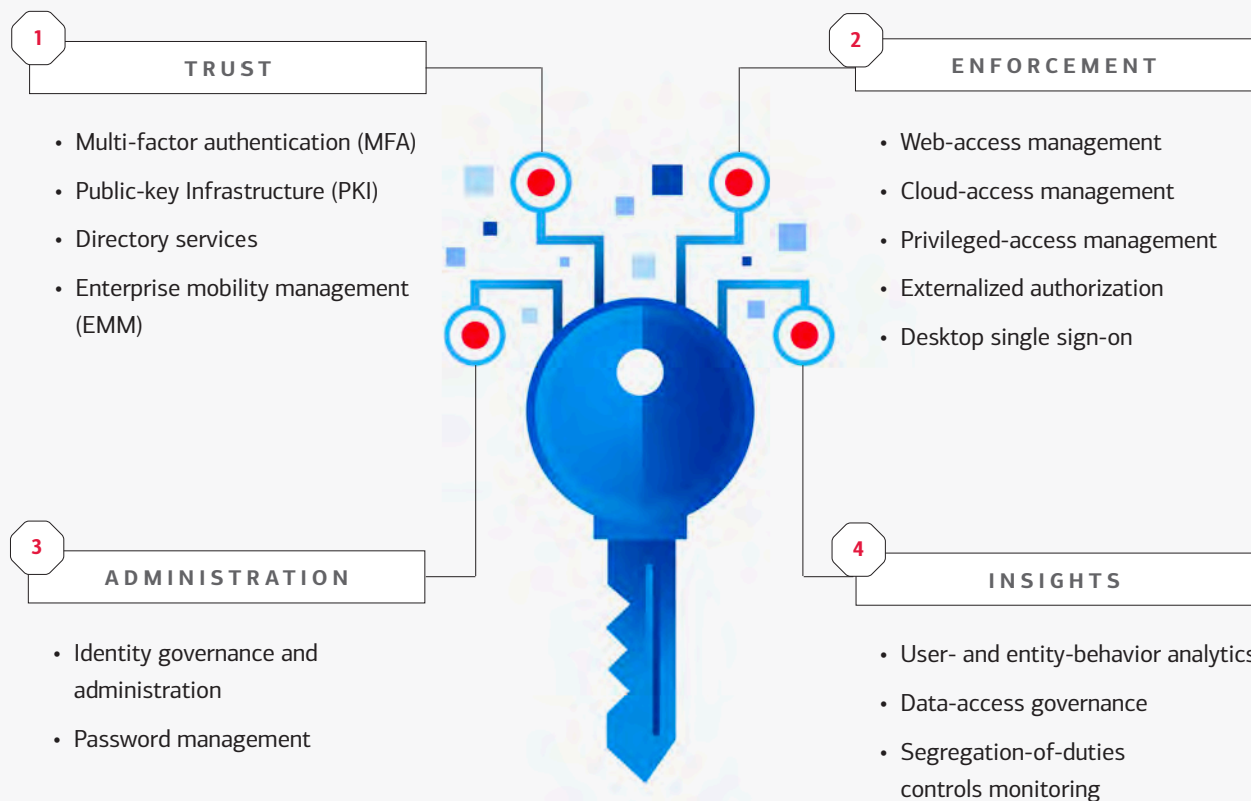 1
TRUST
• Multi-factor authentication (MFA)
• Public-key Infrastructure (PKI)
• Directory services
• Enterprise mobility management
(EMM)
2
ENFORCEMENT
• Web-access management
• Cloud-access management
• Privileged-access management
• Externalized authorization
• Desktop single sign-on
3
ADMINISTRATION
• Identity governance and
administration
• Password management
4
INSIGHTS
• User- and entity-behavior analytics
• Data-access governance
• Segregation-of-duties
controls monitoring